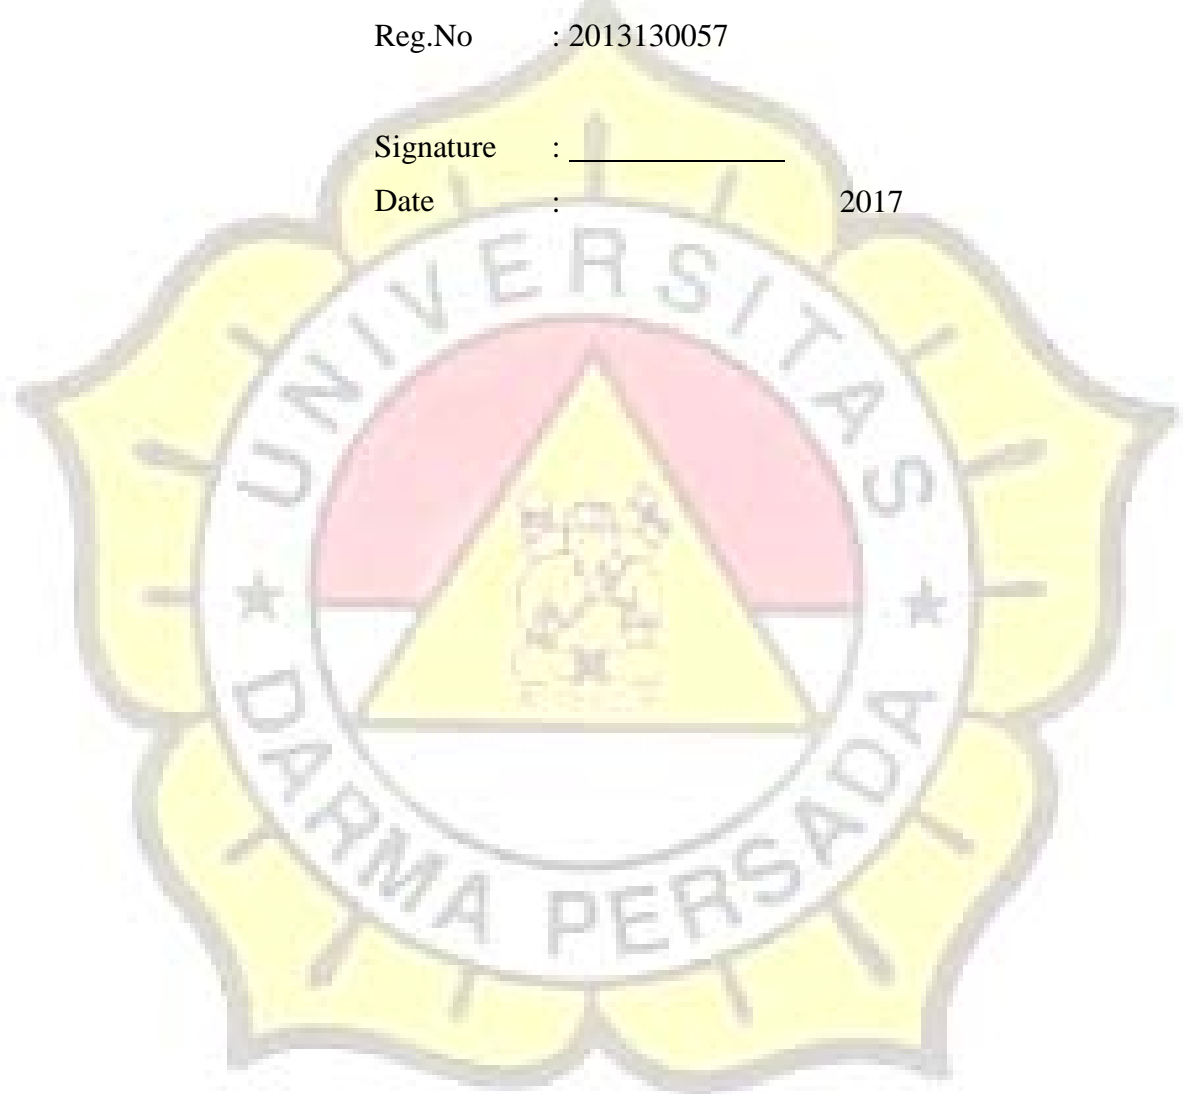 Reg.No : 2013130057
Signature :
Date : 2017
UNIVERSITAS
DARMA PERSADA